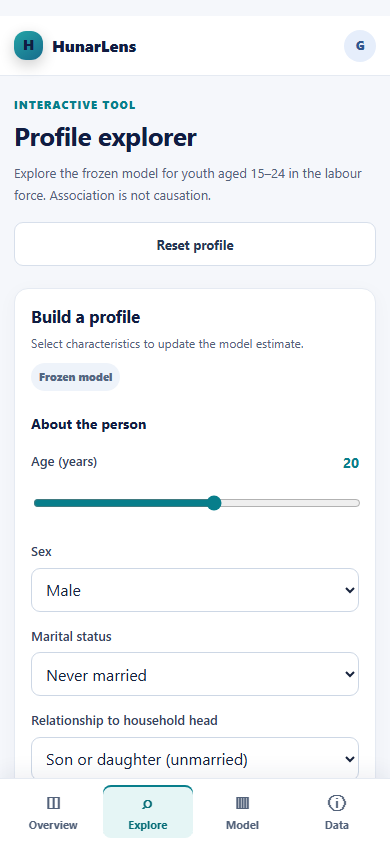 H HunarLens G
INTERACTIVE TOOL
Profile explorer
Explore the frozen model for youth aged 15–24 in the labour
force. Association is not causation.
Reset profile
Build a profile
Select characteristics to update the model estimate.
Frozen model
About the person
Age (years) 20
Sex
Male
Marital status
Never married
Relationship to household head
Son or daughter (unmarried)
Overview Explore Model Data